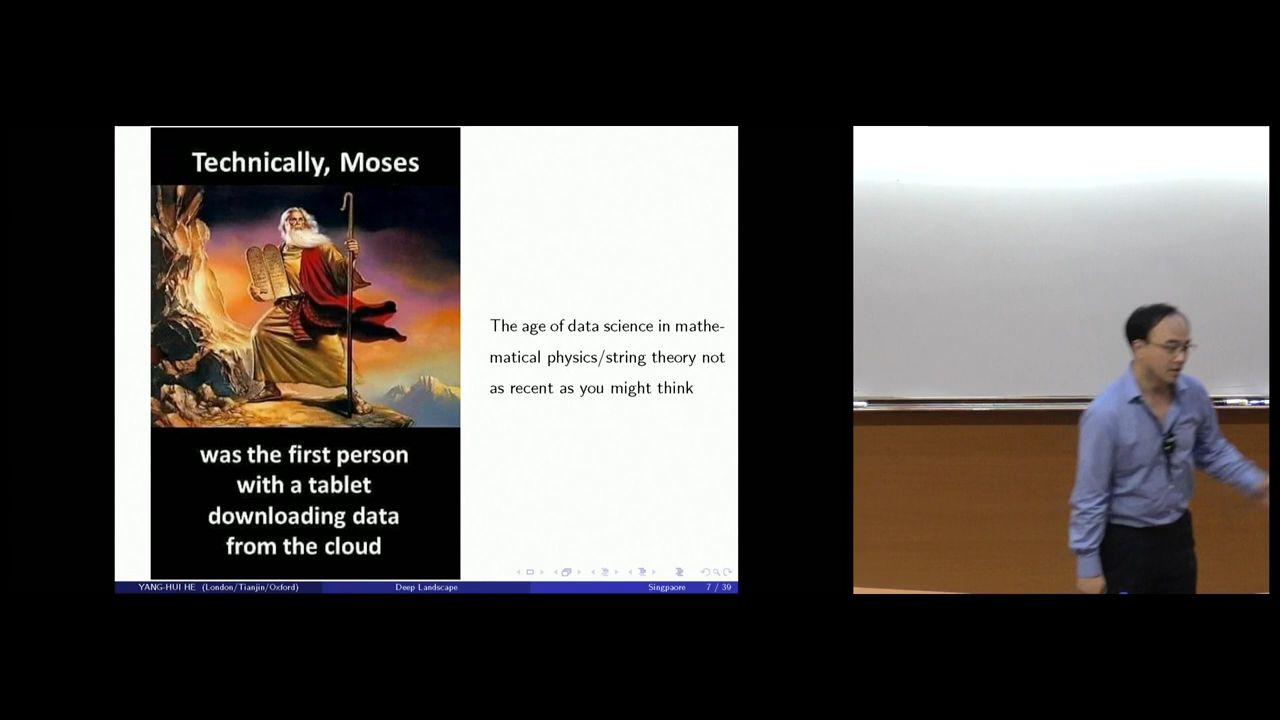 Technically, Moses
was the first person
with a tablet
downloading data
from the cloud
The age of data science in mathe-
matical physics/string theory not
as recent as you might think
YANG-HUI HE (London/Tianjin/Oxford)
Deep Landscape
Singpaore
7 / 39